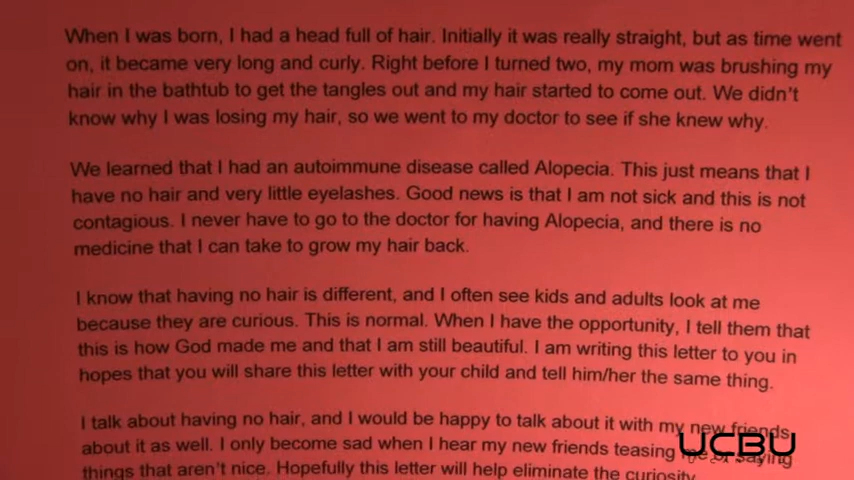 When I was born, I had a head full of hair. Initially it was really straight, but as time went
on, it became very long and curly. Right before I turned two, my mom was brushing my
hair in the bathtub to get the tangles out and my hair started to come out. We didn't
know why I was losing my hair, so we went to my doctor to see if she knew why.
We learned that I had an autoimmune disease called Alopecia. This just means that I
have no hair and very little eyelashes. Good news is that I am not sick and this is not
contagious. I never have to go to the doctor for having Alopecia, and there is no
medicine that I can take to grow my hair back.
I know that having no hair is different, and I often see kids and adults look at me
because they are curious. This is normal. When I have the opportunity, I tell them that
this is how God made me and that I am still beautiful. I am writing this letter to you in
hopes that you will share this letter with your child and tell him/her the same thing.
I talk about having no hair, and I would be happy to talk about it with my new friends
about it as well. I only become sad when I hear my new friends teasing me or saying
things that aren't nice. Hopefully this letter will help eliminate the curiosity
UCBU